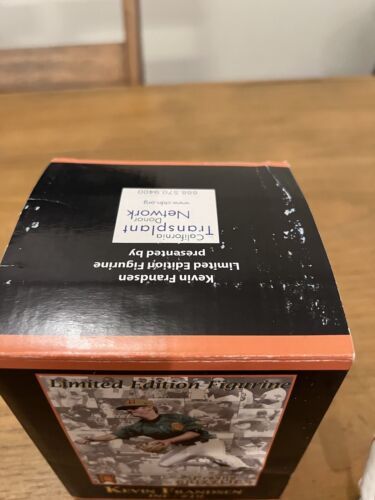 Kevin Frandsen
Limited Edition Figurine
presented by
California
Transplant
Donor
Network
www.ctdn.org
888 570 9400
Limited Edition Figurine
KEVIN FRANDSEN